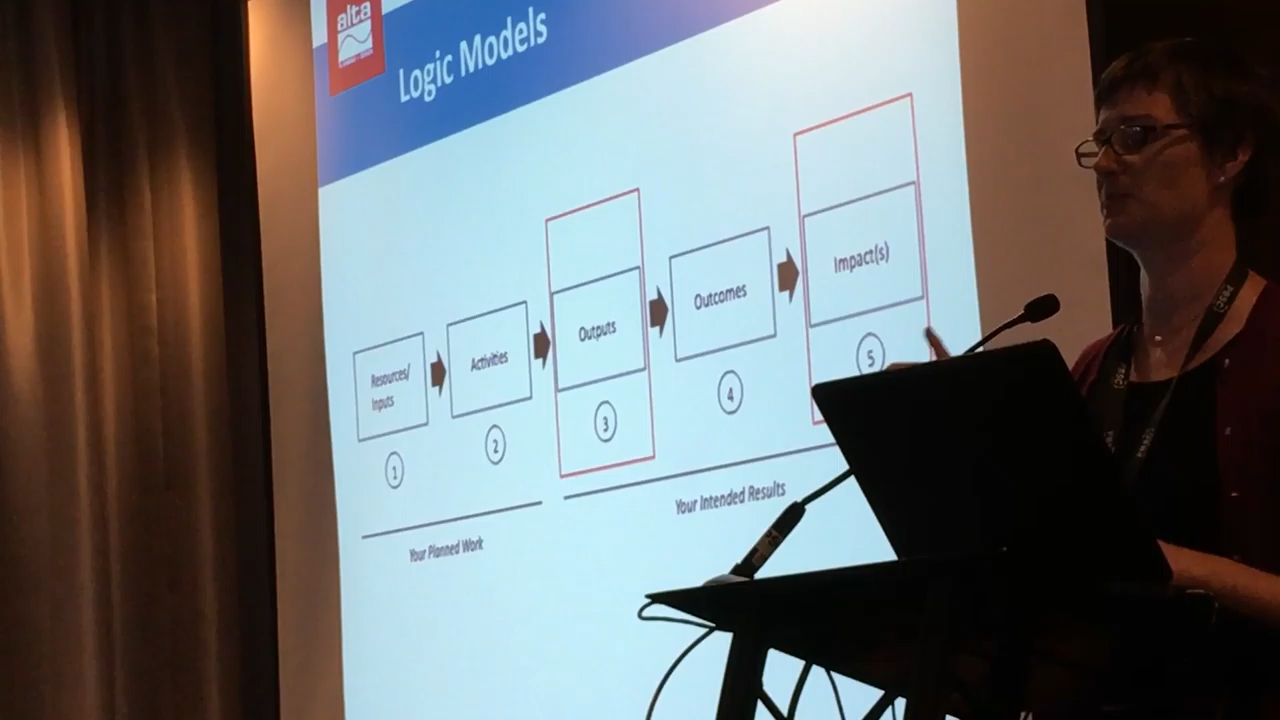 alta
Logic Models
Resources/
Inputs
Activities
Outputs
Outcomes
Impact(s)
1
2
3
4
5
Your Planned Work
Your Intended Results